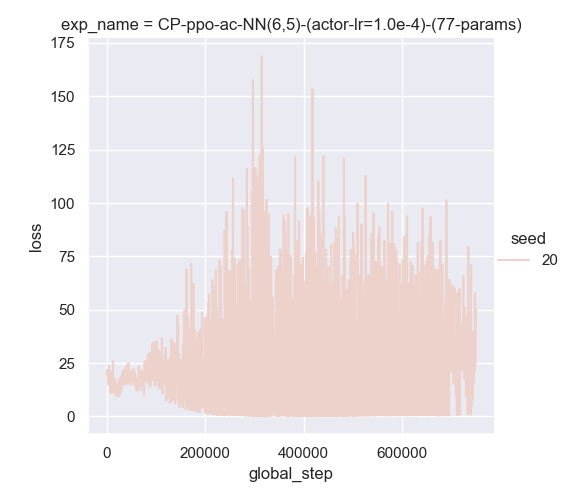 exp_name = CP-ppo-ac-NN(6,5)-(actor-lr=1.0e-4)-(77-params)
175
150
125
100
75
50
25
0
loss
0 200000 400000 600000
global_step
seed
20